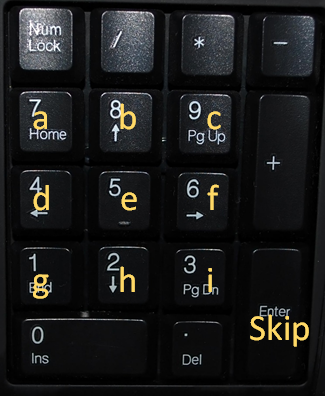 Num
Lock
/
*
−
7
a
Home
8
b
↑
9
c
Pg Up
+
4
d
←
5
e
6
f
→
1
g
2
h
↓
3
i
Pg Dn
Enter
Skip
0
Ins
.
Del